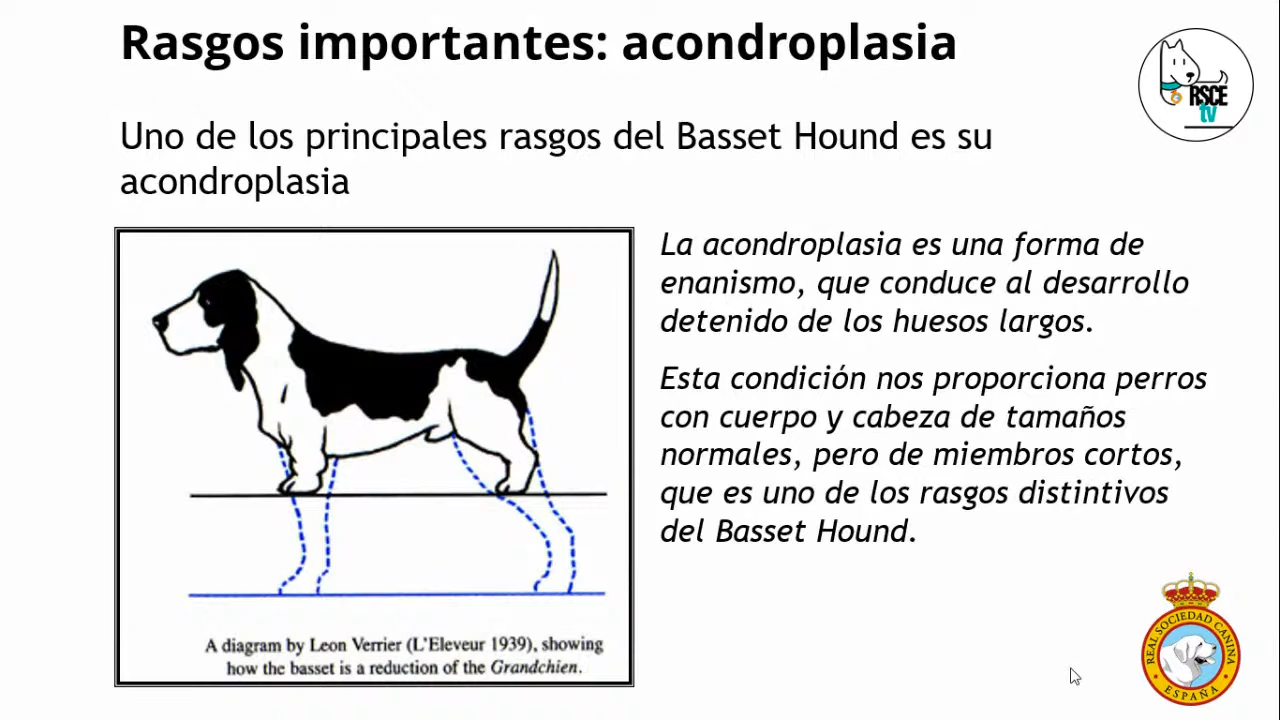 Rasgos importantes: acondroplasia
RSCE
tv
Uno de los principales rasgos del Basset Hound es su
acondroplasia
La acondroplasia es una forma de
enanismo, que conduce al desarrollo
detenido de los huesos largos.
Esta condición nos proporciona perros
con cuerpo y cabeza de tamaños
normales, pero de miembros cortos,
que es uno de los rasgos distintivos
del Basset Hound.
A diagram by Leon Verrier (L'Eleveur 1939), showing
how the basset is a reduction of the Grandchien.
REAL SOCIEDAD CANINA
ESPAÑA